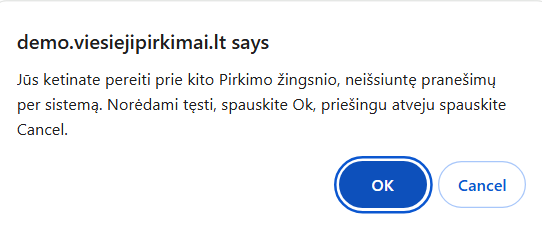 demo.viesiejipirkimai.lt says
Jūs ketinate pereiti prie kito Pirkimo žingsnio, neišsiuntę pranešimų
per sistemą. Norėdami tęsti, spauskite Ok, priešingu atveju spauskite
Cancel.
OK
Cancel